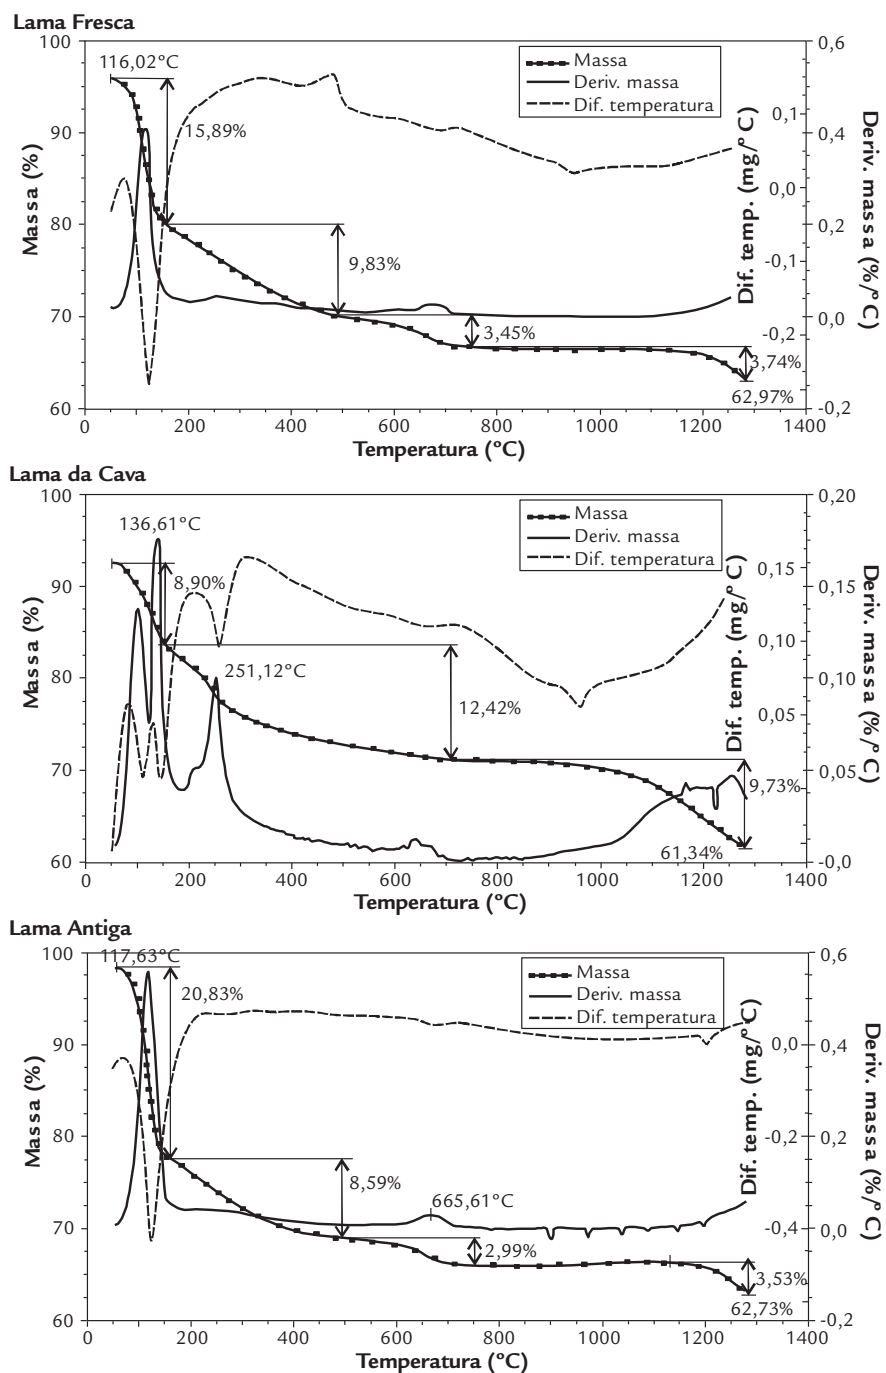 Lama Fresca
116,02°C
15,89%
9,83%
3,45%
3,74%
62,97%
Massa
Deriv. massa
Dif. temperatura
Massa (%)
100
90
80
70
60
0
200
400
600
800
1000
1200
1400
Temperatura (°C)
0,1
0,0
-0,1
-0,2
Dif. temp. (mg/°C)
0,6
0,4
0,2
0,0
-0,2
Deriv. massa (%/°C)
Lama da Cava
136,61°C
8,90%
251,12°C
12,42%
9,73%
61,34%
Massa
Deriv. massa
Dif. temperatura
Massa (%)
100
90
80
70
60
0
200
400
600
800
1000
1200
1400
Temperatura (°C)
0,15
0,10
0,05
Dif. temp. (mg/°C)
0,20
0,15
0,10
0,05
-0,0
Deriv. massa (%/°C)
Lama Antiga
117,63°C
20,83%
8,59%
665,61°C
2,99%
3,53%
62,73%
Massa
Deriv. massa
Dif. temperatura
Massa (%)
100
90
80
70
60
0
200
400
600
800
1000
1200
1400
Temperatura (°C)
0,0
-0,2
-0,4
Dif. temp. (mg/°C)
0,6
0,4
0,2
0,0
-0,2
Deriv. massa (%/°C)